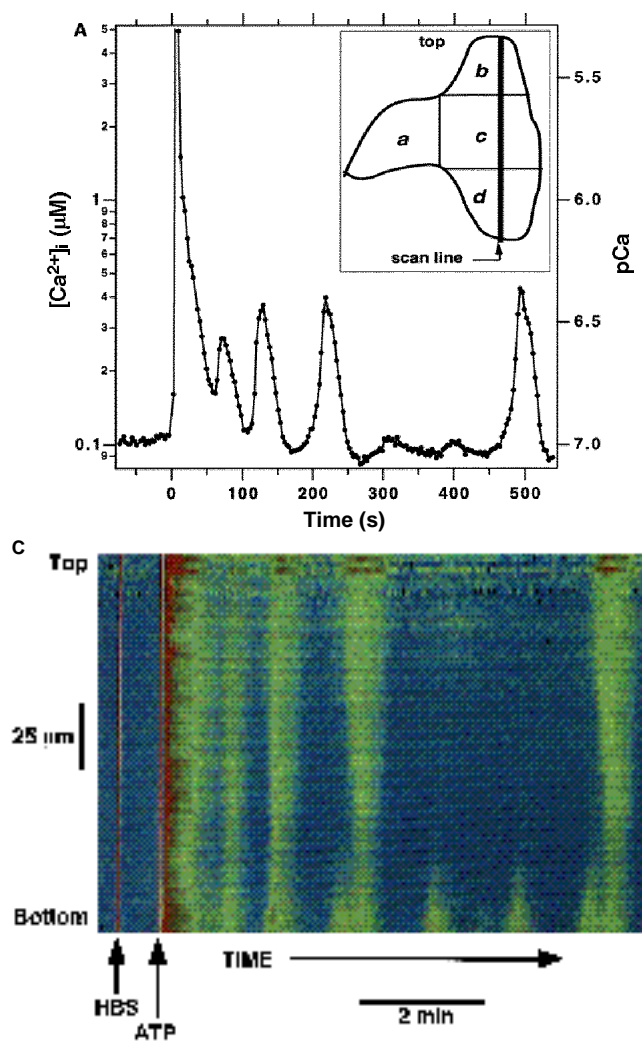 A
top
b
a
c
d
scan line
5
4
3
2
1
9
8
7
6
5
4
3
2
0.1
9
[Ca2+]i (µM)
5.5
6.0
6.5
7.0
pCa
0 100 200 300 400 500
Time (s)
C
Top
25 µm
Bottom
TIME
HBS
ATP
2 min